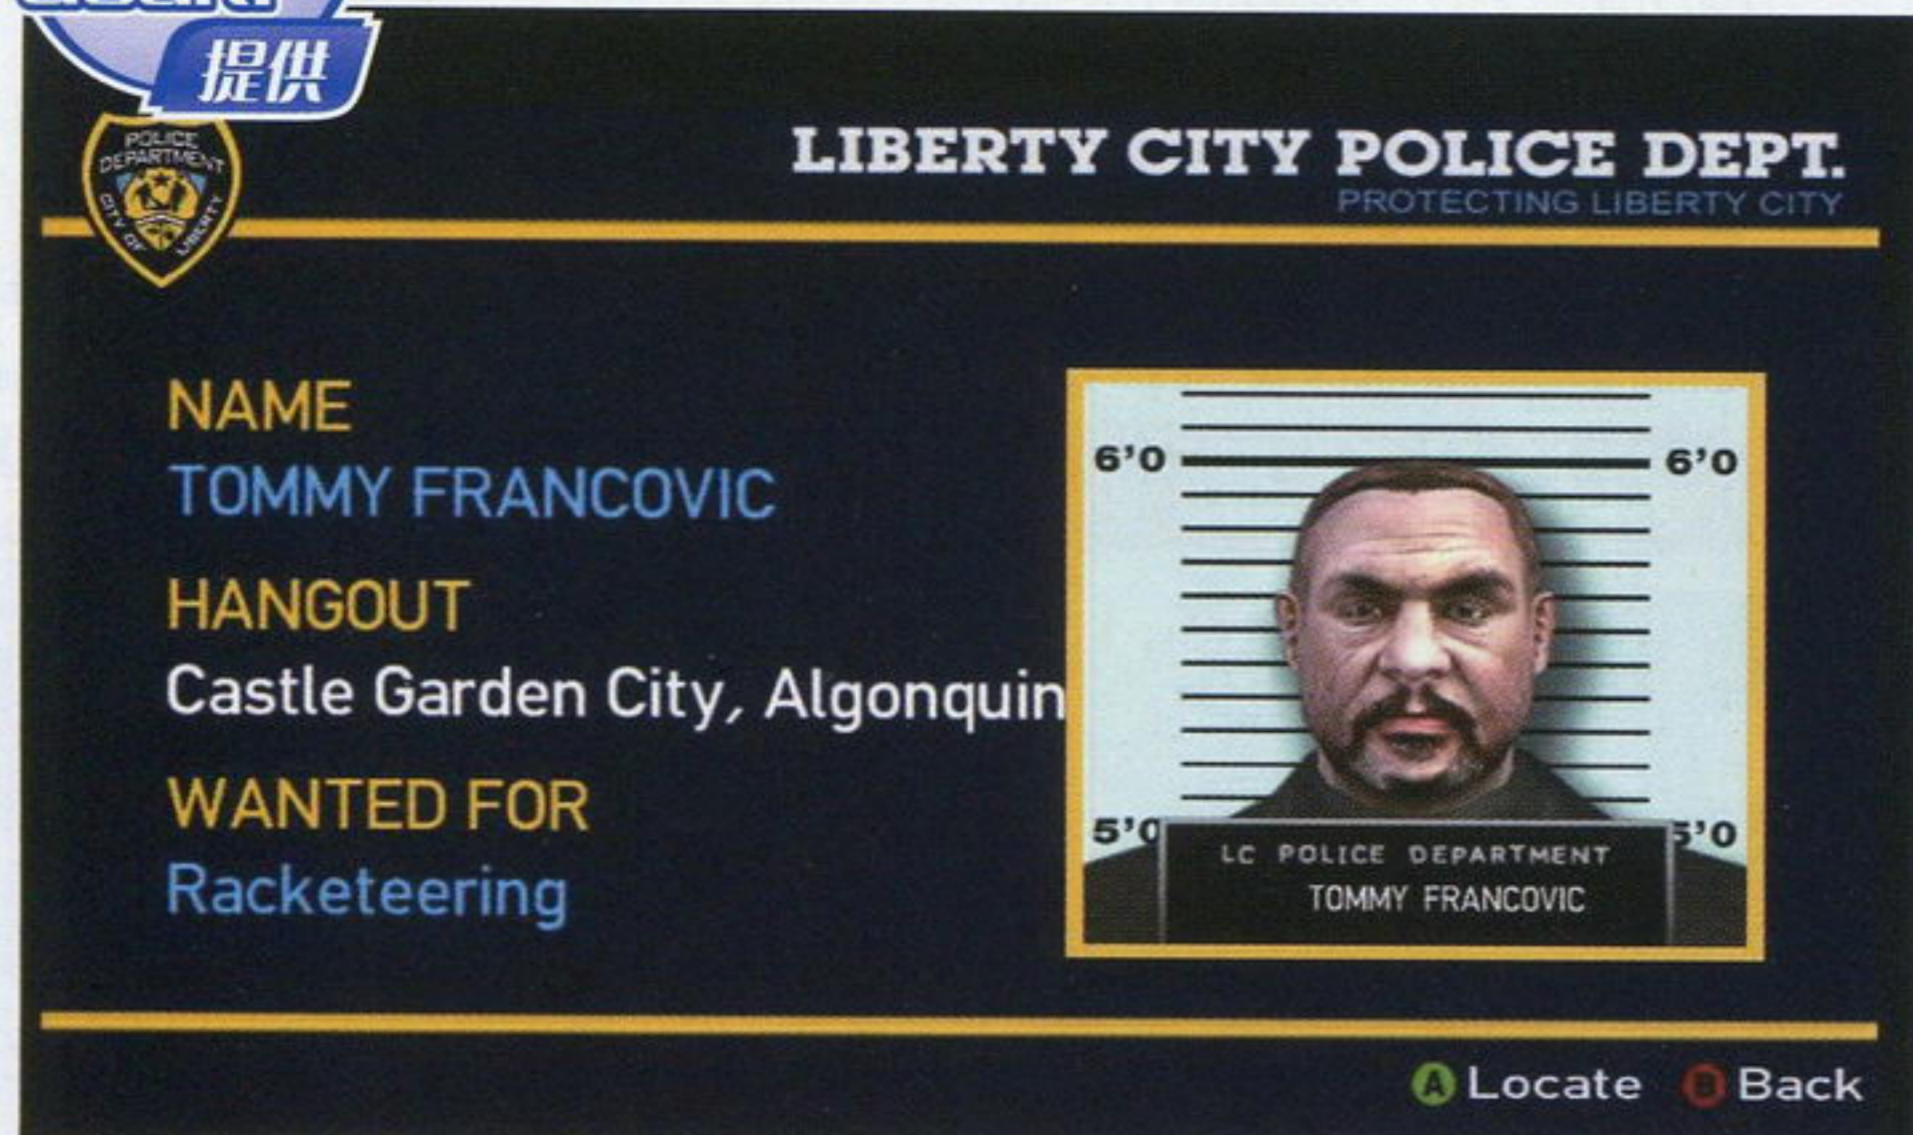 提供
POLICE
DEPARTMENT
CITY OF LIBERTY
LIBERTY CITY POLICE DEPT.
PROTECTING LIBERTY CITY
NAME
TOMMY FRANCOVIC
HANGOUT
Castle Garden City, Algonquin
WANTED FOR
Racketeering
6'0 6'0
5'0 5'0
LC POLICE DEPARTMENT
TOMMY FRANCOVIC
A Locate B Back